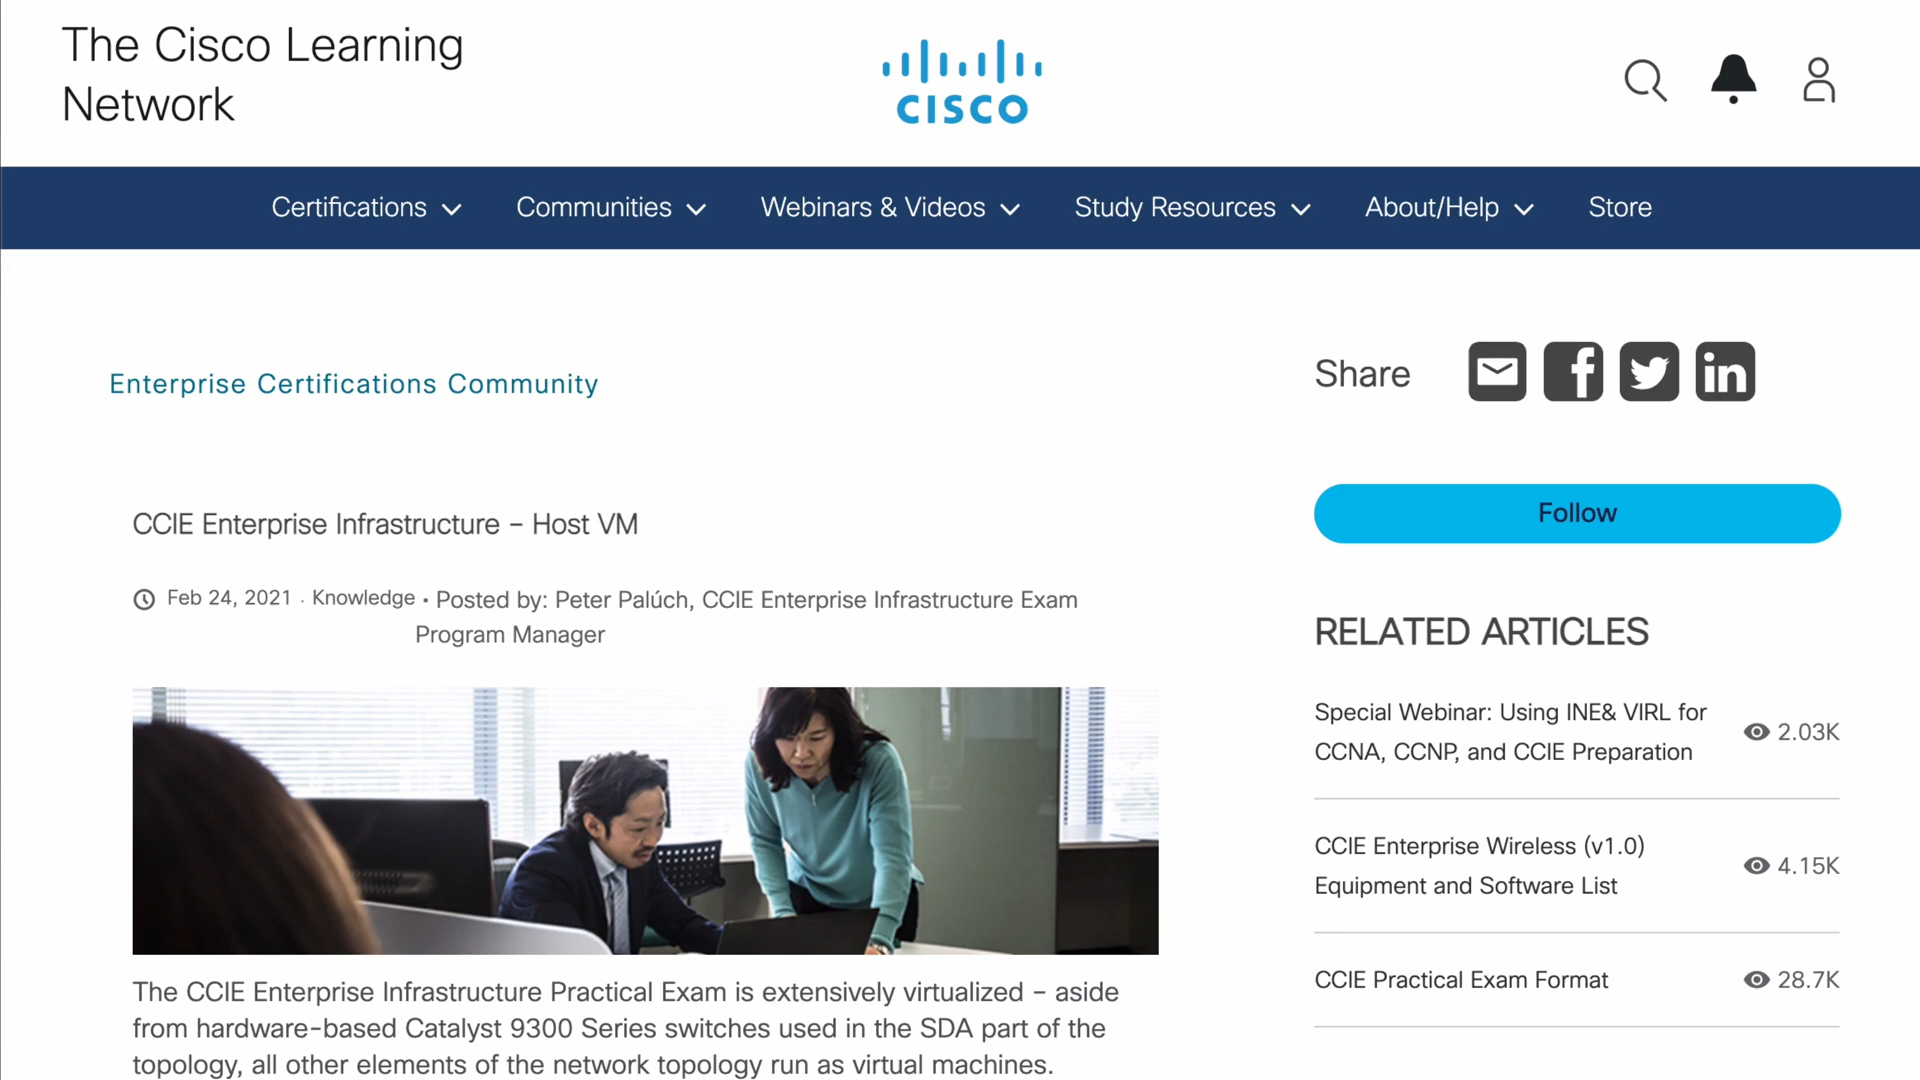 The Cisco Learning
Network
CISCO
Certifications
Communities
Webinars & Videos
Study Resources
About/Help
Store
Enterprise Certifications Community
Share
Follow
CCIE Enterprise Infrastructure – Host VM
Feb 24, 2021 . Knowledge • Posted by: Peter Palúch, CCIE Enterprise Infrastructure Exam
Program Manager
The CCIE Enterprise Infrastructure Practical Exam is extensively virtualized – aside
from hardware-based Catalyst 9300 Series switches used in the SDA part of the
topology, all other elements of the network topology run as virtual machines.
RELATED ARTICLES
Special Webinar: Using INE& VIRL for
CCNA, CCNP, and CCIE Preparation
2.03K
CCIE Enterprise Wireless (v1.0)
Equipment and Software List
4.15K
CCIE Practical Exam Format
28.7K